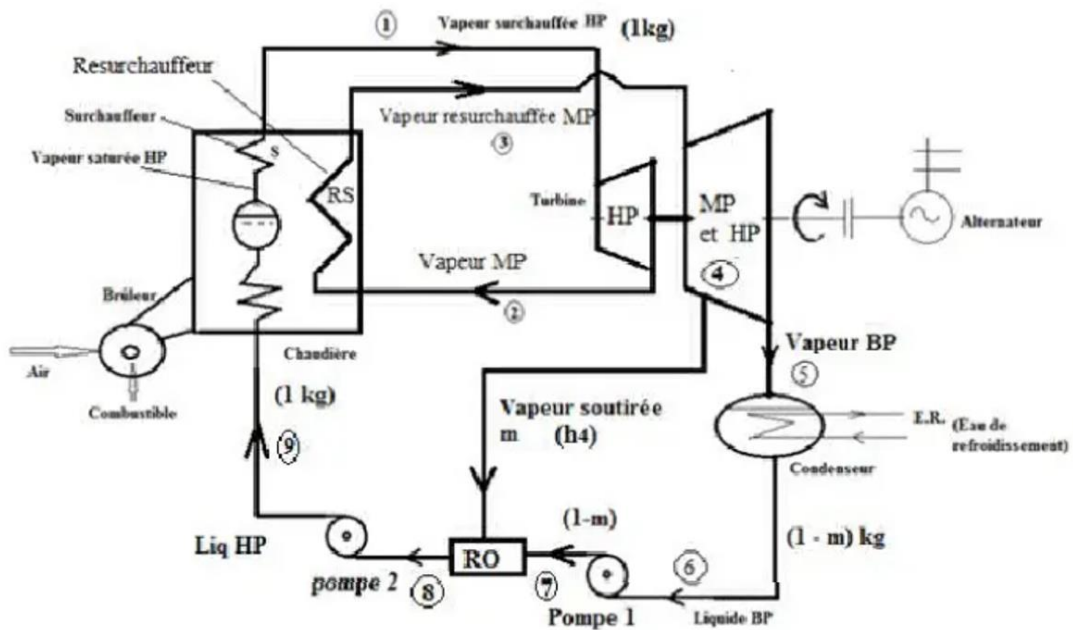 ① Vapeur surchauffée HP (1kg)
Resurchauffeur
Vapeur resurchauffée MP
③
Surchauffeur
S
Vapeur saturée HP
RS
Turbine
HP
MP
et HP
④
Alternateur
Vapeur MP
②
Brûleur
Chaudière
Air
Combustible
(1 kg)
⑨
Vapeur BP
⑤
Vapeur soutirée
m (h4)
E.R. (Eau de
refroidissement)
Condenseur
(1-m)
(1 - m) kg
Liq HP
RO
⑥
pompe 2
⑧
⑦
Pompe 1
Liquide BP